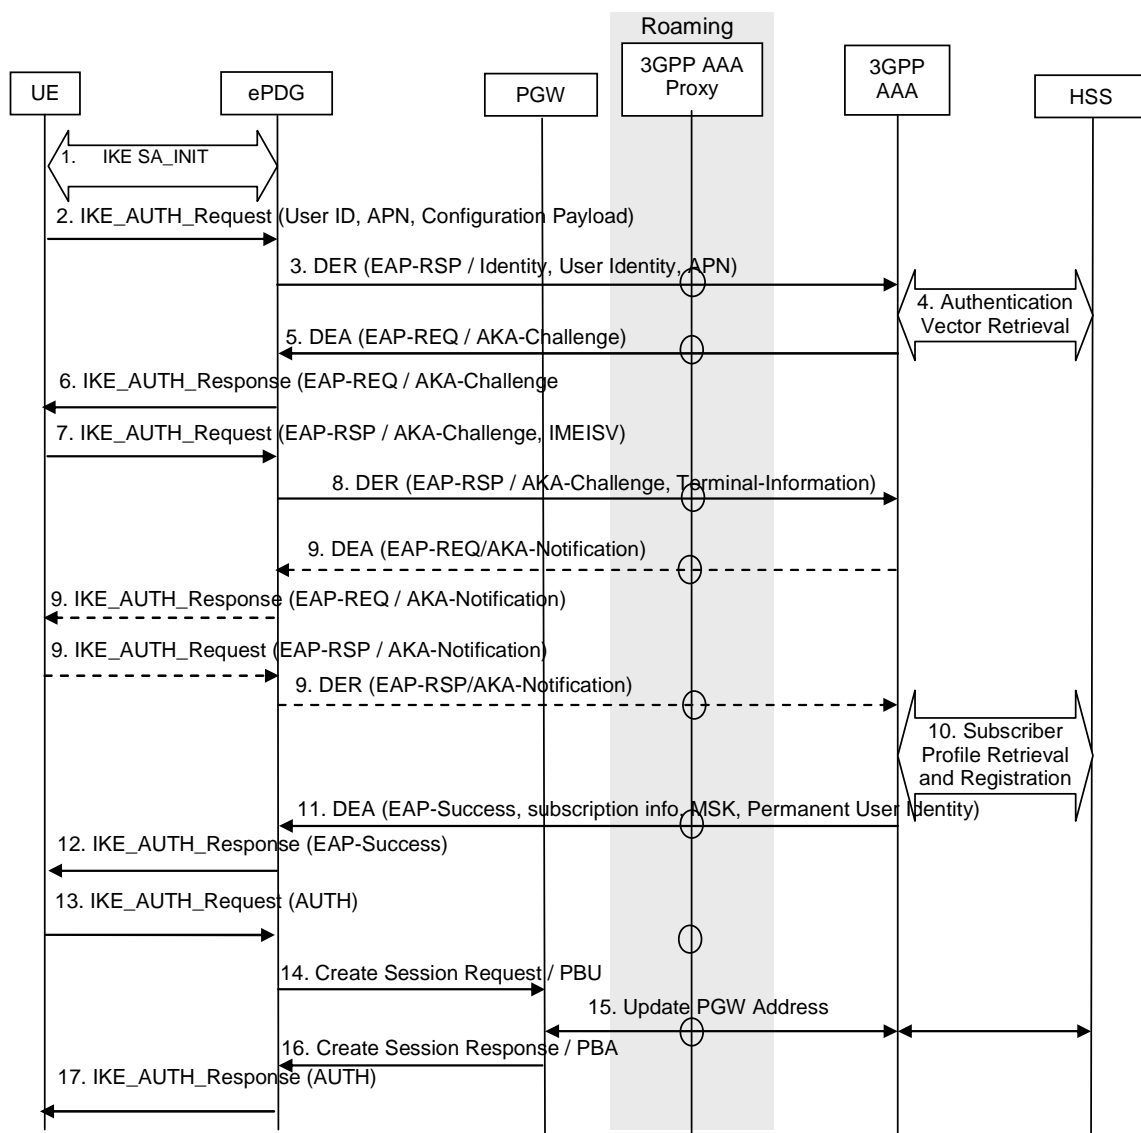 Roaming
UE
ePDG
PGW
3GPP AAA
Proxy
3GPP
AAA
HSS
1. IKE SA_INIT
2. IKE_AUTH_Request (User ID, APN, Configuration Payload)
3. DER (EAP-RSP / Identity, User Identity, APN)
4. Authentication
Vector Retrieval
5. DEA (EAP-REQ / AKA-Challenge)
6. IKE_AUTH_Response (EAP-REQ / AKA-Challenge
7. IKE_AUTH_Request (EAP-RSP / AKA-Challenge, IMEISV)
8. DER (EAP-RSP / AKA-Challenge, Terminal-Information)
9. DEA (EAP-REQ/AKA-Notification)
9. IKE_AUTH_Response (EAP-REQ / AKA-Notification)
9. IKE_AUTH_Request (EAP-RSP / AKA-Notification)
9. DER (EAP-RSP/AKA-Notification)
10. Subscriber
Profile Retrieval
and Registration
11. DEA (EAP-Success, subscription info, MSK, Permanent User Identity)
12. IKE_AUTH_Response (EAP-Success)
13. IKE_AUTH_Request (AUTH)
14. Create Session Request / PBU
15. Update PGW Address
16. Create Session Response / PBA
17. IKE_AUTH_Response (AUTH)